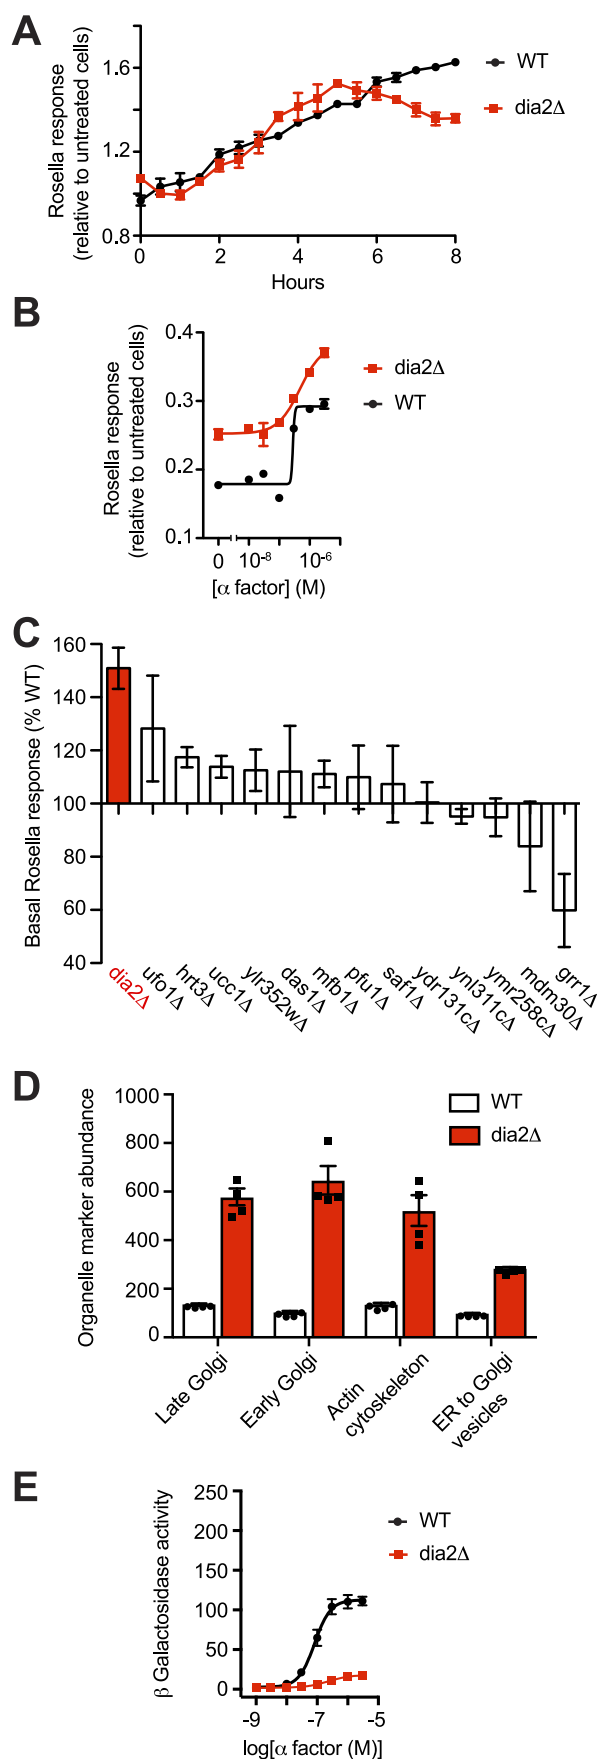 A
Rosella response
(relative to untreated cells)
1.6
1.2
0.8
0
2
4
6
8
Hours
WT
dia2Δ
B
Rosella response
(relative to untreated cells)
0.4
0.3
0.2
0.1
0
10-8
10-6
[α factor] (M)
dia2Δ
WT
C
Basal Rosella response (% WT)
160
140
120
100
80
60
40
dia2Δ
ufo1Δ
hrt3Δ
ucc1Δ
ylr352wΔ
das1Δ
mfb1Δ
pfu1Δ
saf1Δ
ydr131cΔ
ynl311cΔ
ymr258cΔ
mdm30Δ
grr1Δ
D
Organelle marker abundance
1000
800
600
400
200
0
WT
dia2Δ
Late Golgi
Early Golgi
Actin
cytoskeleton
ER to Golgi
vesicles
E
β Galactosidase activity
250
200
150
100
50
0
-9
-7
-5
log[α factor (M)]
WT
dia2Δ